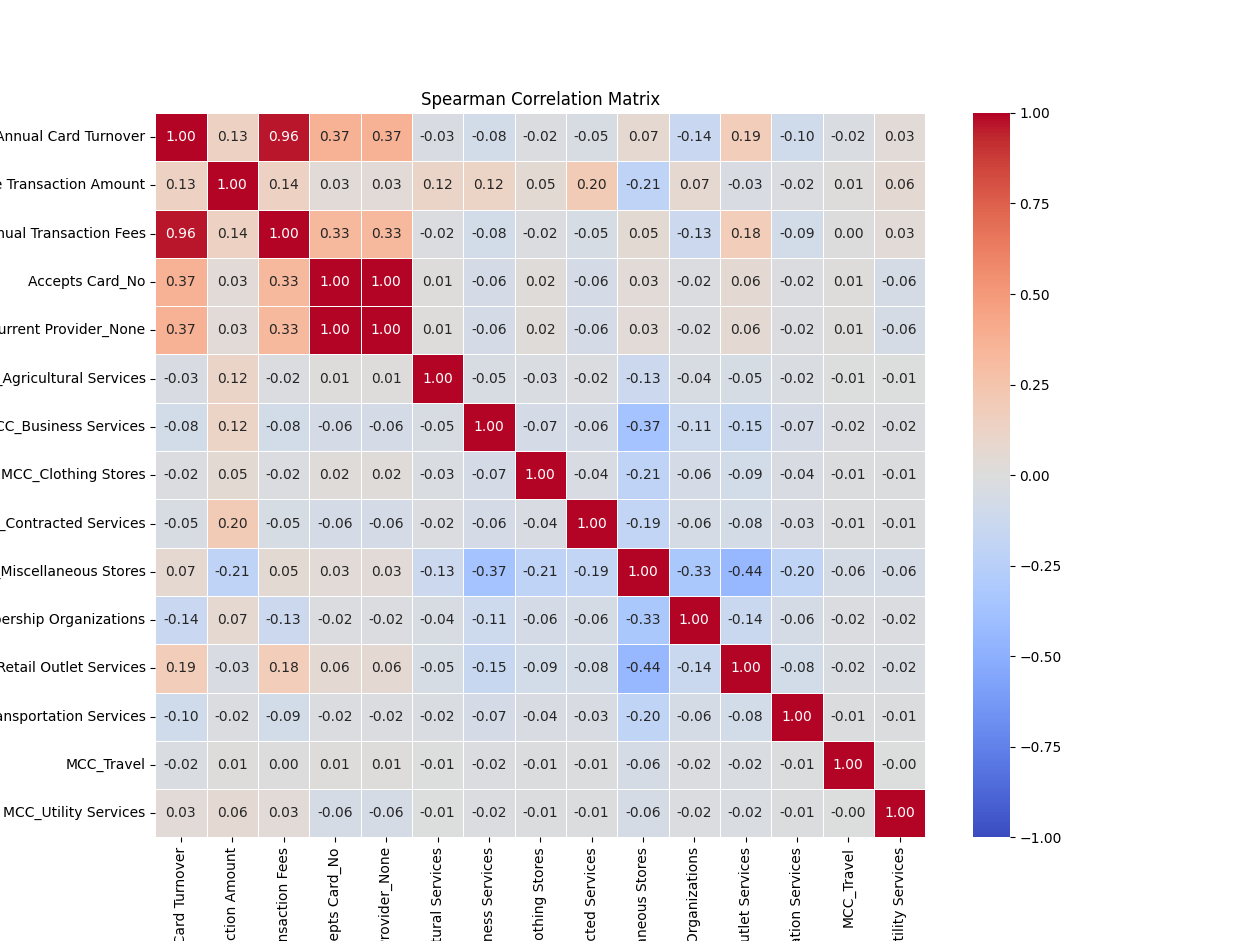 Spearman Correlation Matrix
Annual Card Turnover 1.00 0.13 0.96 0.37 0.37 -0.03 -0.08 -0.02 -0.05 0.07 -0.14 0.19 -0.10 -0.02 0.03
e Transaction Amount 0.13 1.00 0.14 0.03 0.03 0.12 0.12 0.05 0.20 -0.21 0.07 -0.03 -0.02 0.01 0.06
nual Transaction Fees 0.96 0.14 1.00 0.33 0.33 -0.02 -0.08 -0.02 -0.05 0.05 -0.13 0.18 -0.09 0.00 0.03
Accepts Card_No 0.37 0.03 0.33 1.00 1.00 0.01 -0.06 0.02 -0.06 0.03 -0.02 0.06 -0.02 0.01 -0.06
urrent Provider_None 0.37 0.03 0.33 1.00 1.00 0.01 -0.06 0.02 -0.06 0.03 -0.02 0.06 -0.02 0.01 -0.06
_Agricultural Services -0.03 0.12 -0.02 0.01 0.01 1.00 -0.05 -0.03 -0.02 -0.13 -0.04 -0.05 -0.02 -0.01 -0.01
CC_Business Services -0.08 0.12 -0.08 -0.06 -0.06 -0.05 1.00 -0.07 -0.06 -0.37 -0.11 -0.15 -0.07 -0.02 -0.02
MCC_Clothing Stores -0.02 0.05 -0.02 0.02 0.02 -0.03 -0.07 1.00 -0.04 -0.21 -0.06 -0.09 -0.04 -0.01 -0.01
_Contracted Services -0.05 0.20 -0.05 -0.06 -0.06 -0.02 -0.06 -0.04 1.00 -0.19 -0.06 -0.08 -0.03 -0.01 -0.01
_Miscellaneous Stores 0.07 -0.21 0.05 0.03 0.03 -0.13 -0.37 -0.21 -0.19 1.00 -0.33 -0.44 -0.20 -0.06 -0.06
ership Organizations -0.14 0.07 -0.13 -0.02 -0.02 -0.04 -0.11 -0.06 -0.06 -0.33 1.00 -0.14 -0.06 -0.02 -0.02
Retail Outlet Services 0.19 -0.03 0.18 0.06 0.06 -0.05 -0.15 -0.09 -0.08 -0.44 -0.14 1.00 -0.08 -0.02 -0.02
ansportation Services -0.10 -0.02 -0.09 -0.02 -0.02 -0.02 -0.07 -0.04 -0.03 -0.20 -0.06 -0.08 1.00 -0.01 -0.01
MCC_Travel -0.02 0.01 0.00 0.01 0.01 -0.01 -0.02 -0.01 -0.01 -0.06 -0.02 -0.02 -0.01 1.00 -0.00
MCC_Utility Services 0.03 0.06 0.03 -0.06 -0.06 -0.01 -0.02 -0.01 -0.01 -0.06 -0.02 -0.02 -0.01 -0.00 1.00
Card Turnover
ction Amount
nsaction Fees
epts Card_No
rovider_None
tural Services
ness Services
othing Stores
cted Services
neous Stores
Organizations
utlet Services
ation Services
MCC_Travel
tility Services
1.00
0.75
0.50
0.25
0.00
−0.25
−0.50
−0.75
−1.00